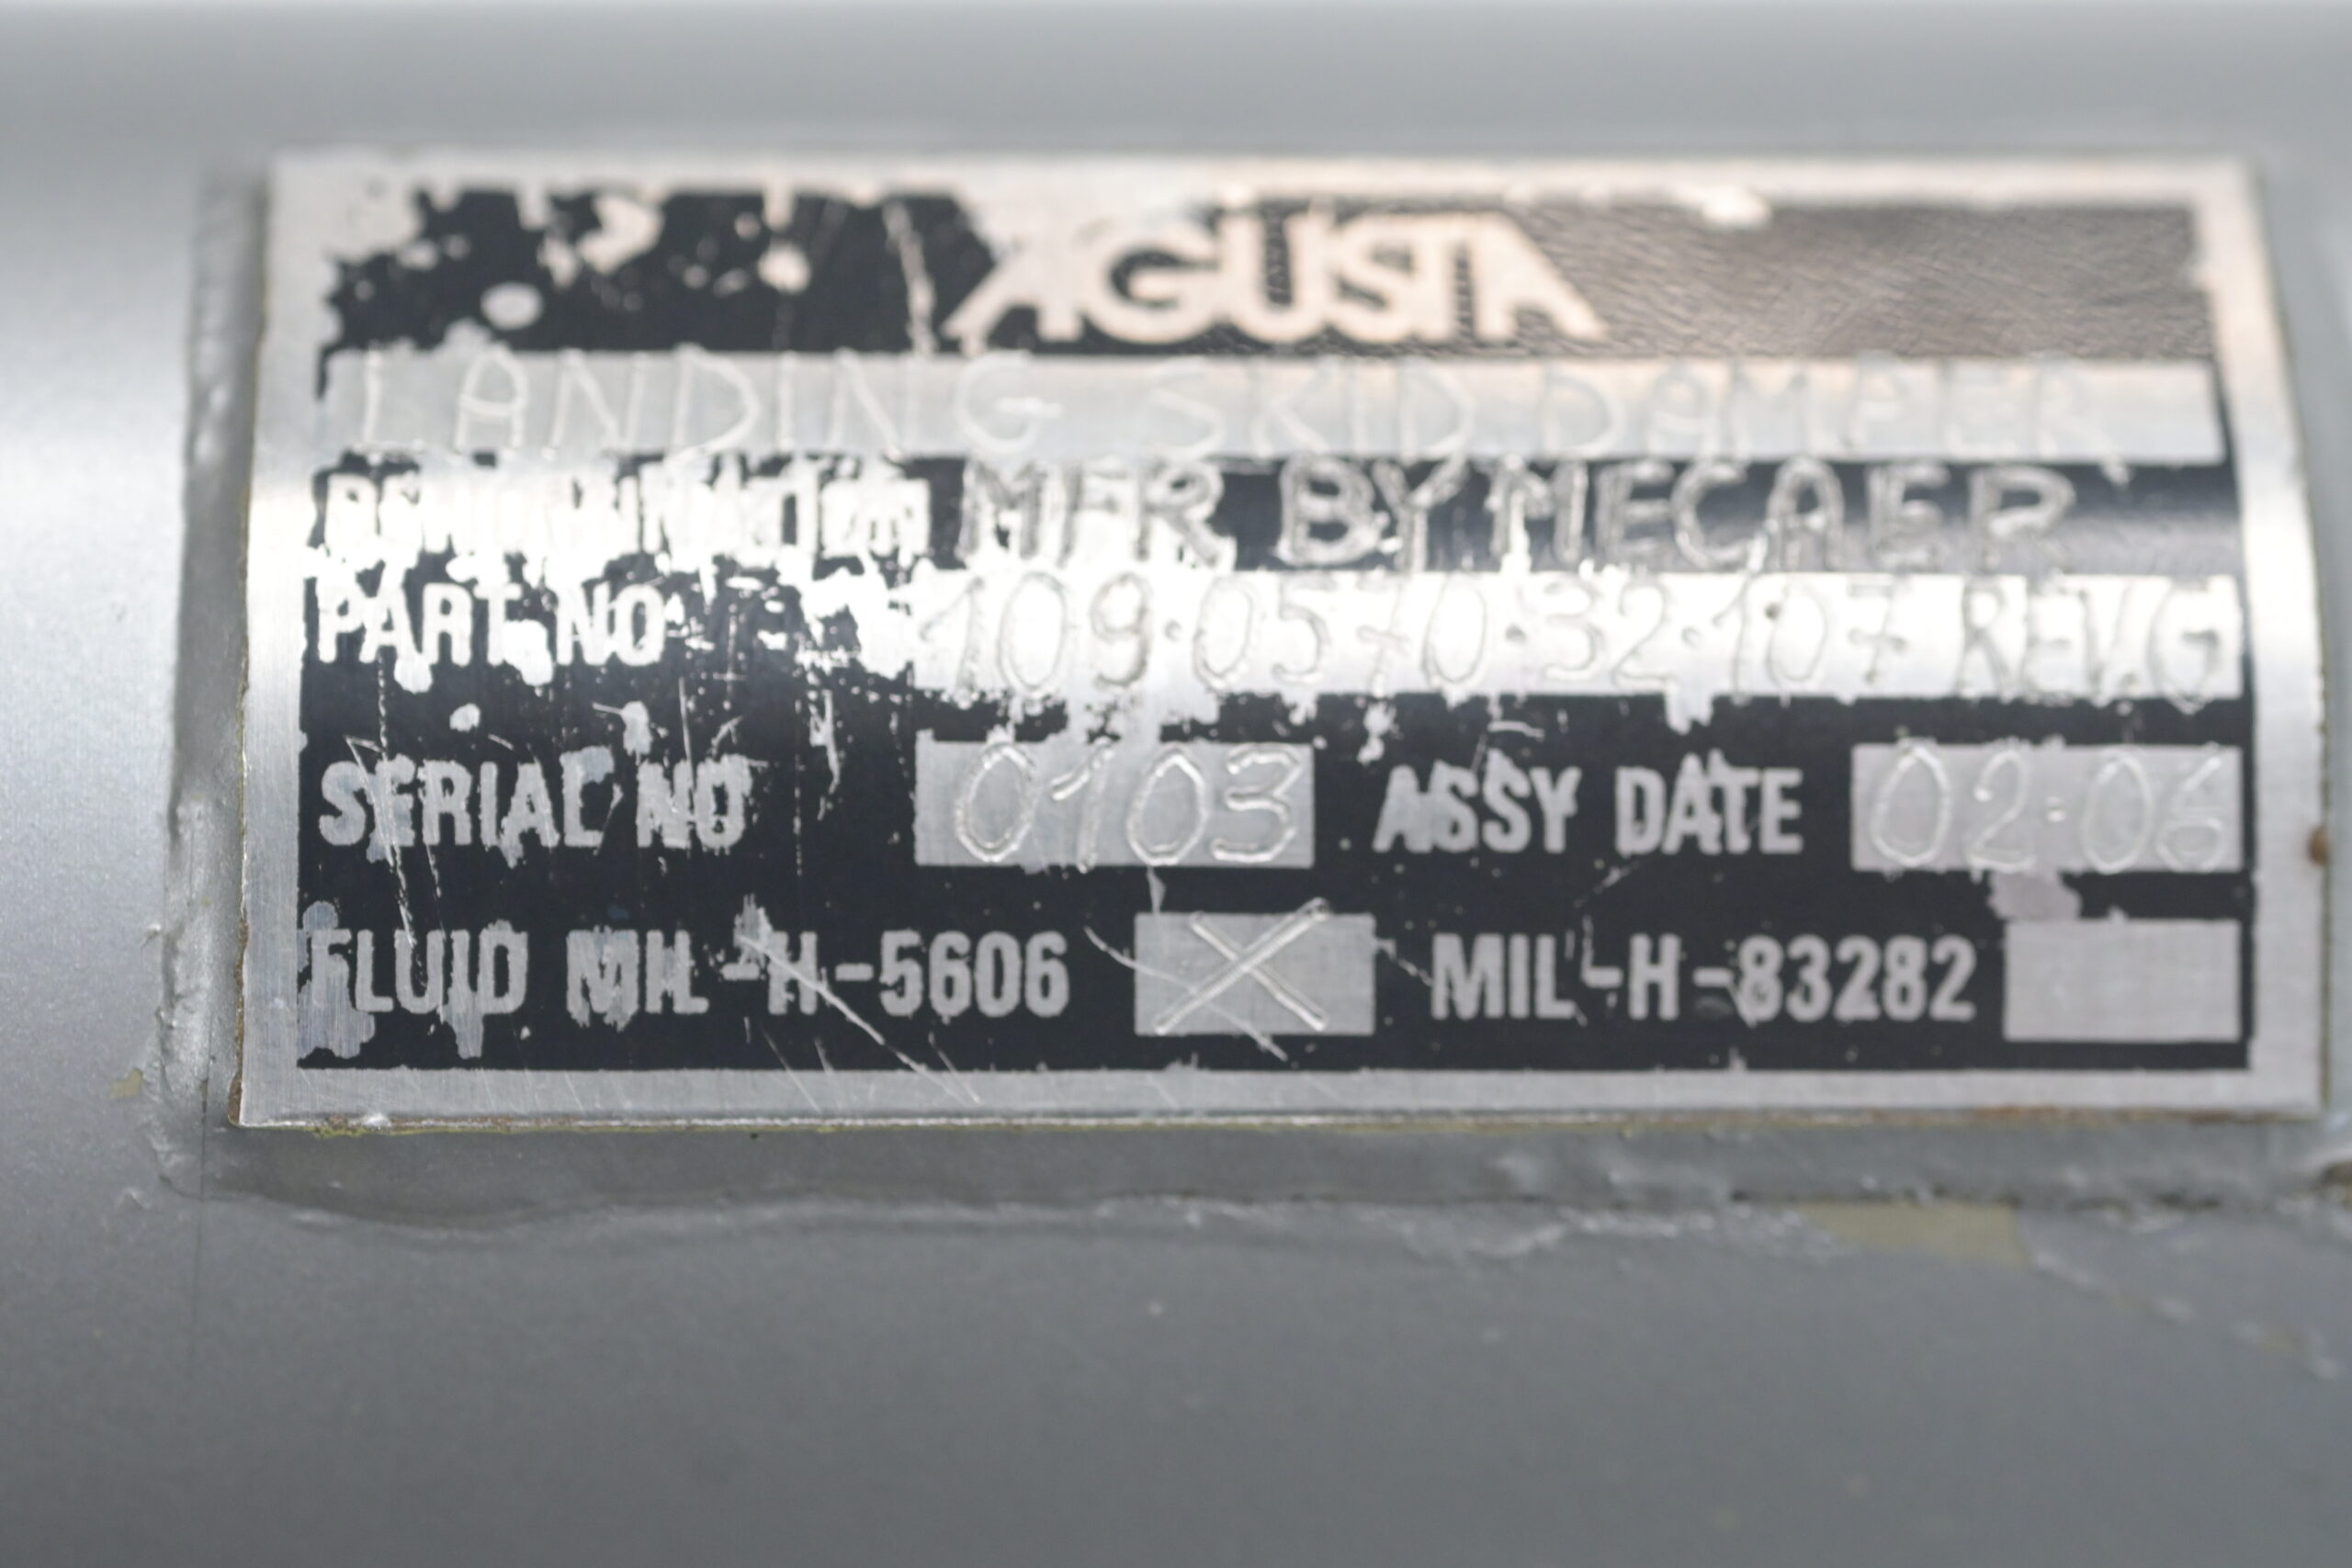 AGUSTA
LANDING SKID DAMPER
DENOMINATION MFR BY MECAER
PART NO 109·0570·32·107 REV.G
SERIAL NO 0103 ASSY DATE 02·06
FLUID MIL-H-5606 X MIL-H-83282